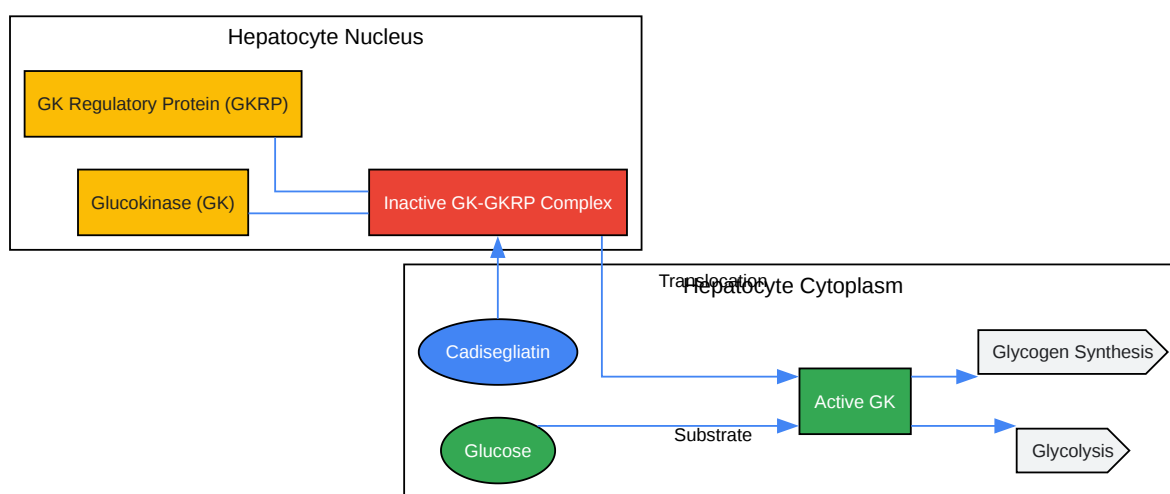 Hepatocyte Nucleus
GK Regulatory Protein (GKRP)
Glucokinase (GK)
Inactive GK-GKRP Complex
Translocation
Hepatocyte Cytoplasm
Cadisegliatin
Glycogen Synthesis
Active GK
Substrate
Glucose
Glycolysis